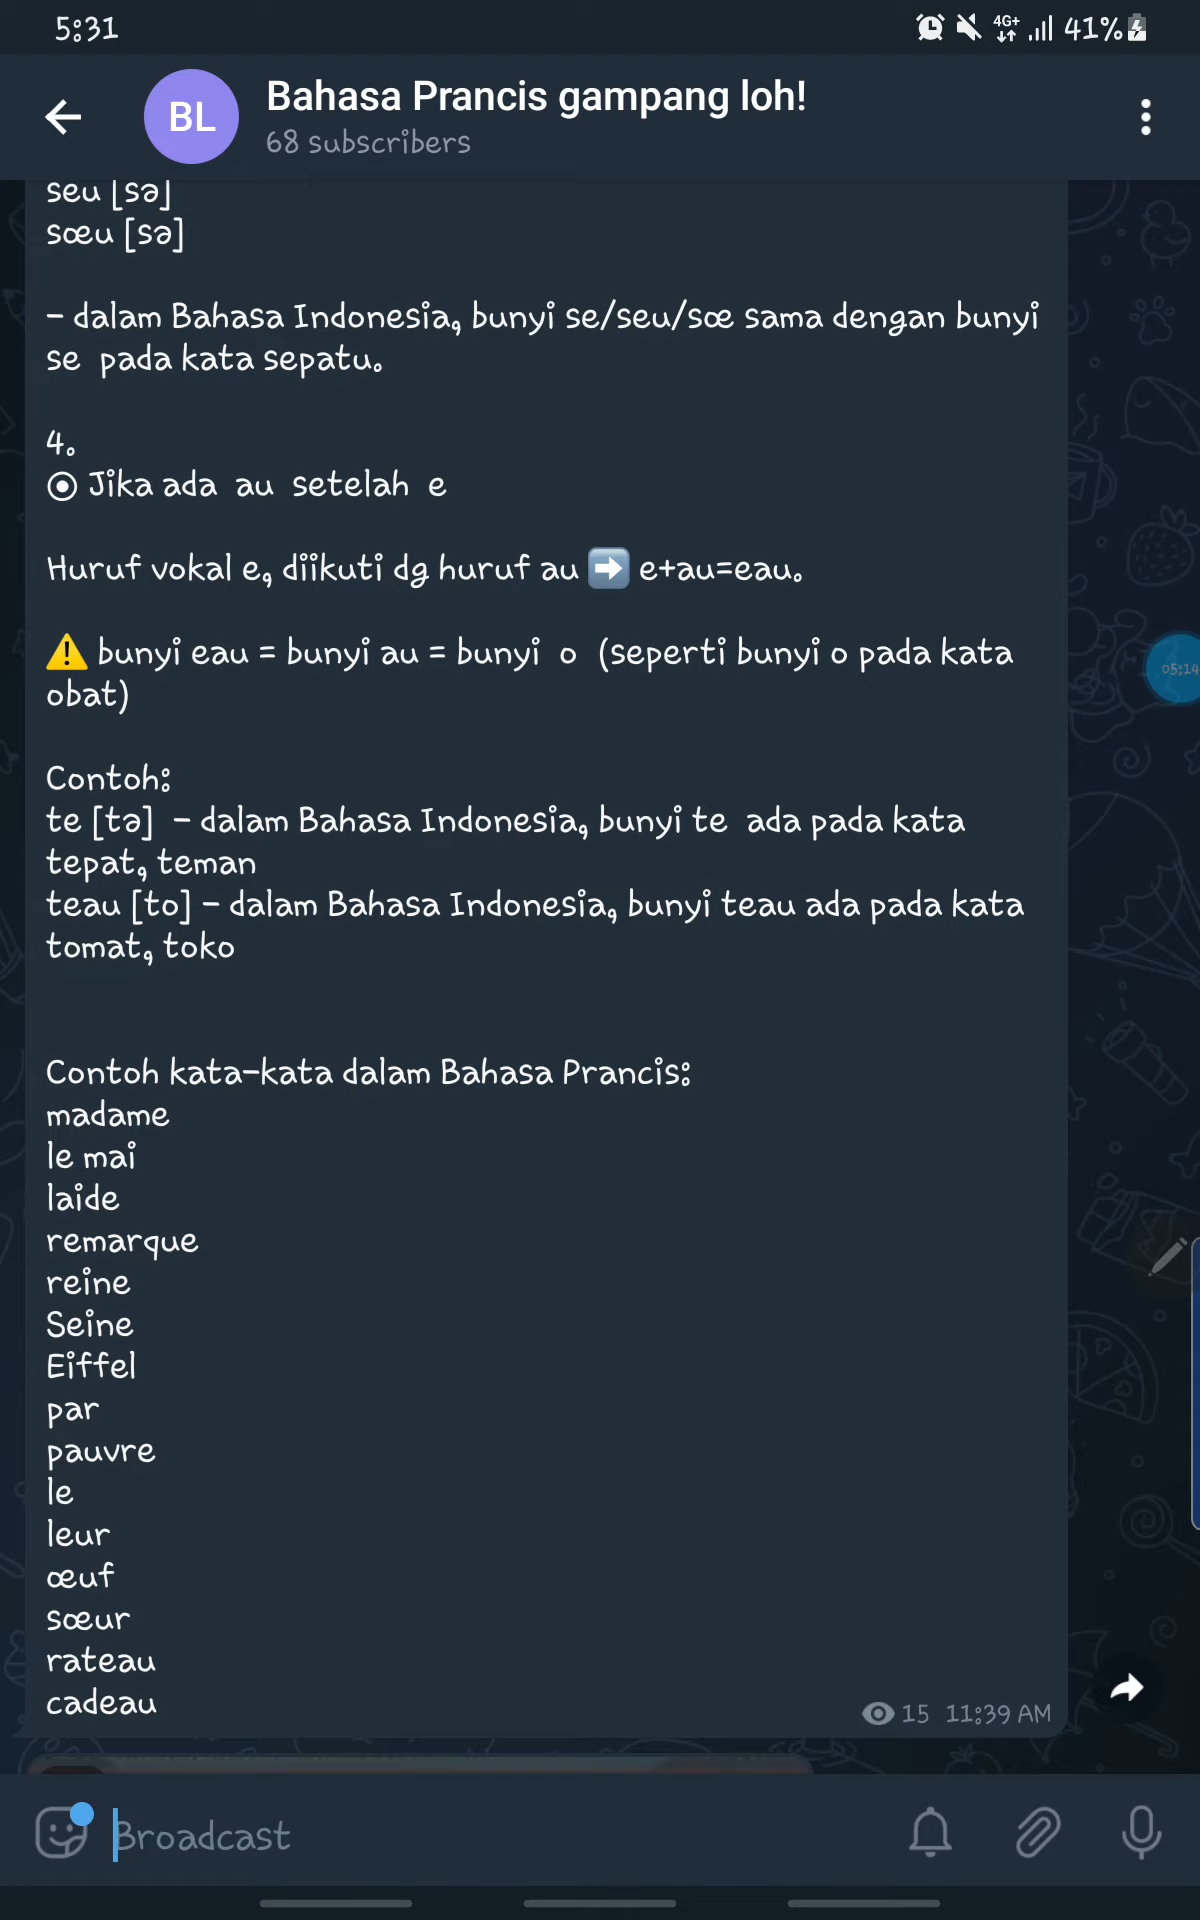 5:31
4G+ 41%
BL
Bahasa Prancis gampang loh!
68 subscribers
seu [sə]
sœu [sə]
- dalam Bahasa Indonesia, bunyi se/seu/sœ sama dengan bunyi
se pada kata sepatu.
4.
Jika ada au setelah e
Huruf vokal e, diikuti dg huruf au ➡️ e+au=eau.
⚠️ bunyi eau = bunyi au = bunyi o (seperti bunyi o pada kata
obat)
Contoh:
te [tə] - dalam Bahasa Indonesia, bunyi te ada pada kata
tepat, teman
teau [to] - dalam Bahasa Indonesia, bunyi teau ada pada kata
tomat, toko
Contoh kata-kata dalam Bahasa Prancis:
madame
le mai
laide
remarque
reine
Seine
Eiffel
par
pauvre
le
leur
œuf
sœur
rateau
cadeau
15 11:39 AM
05:14
Broadcast